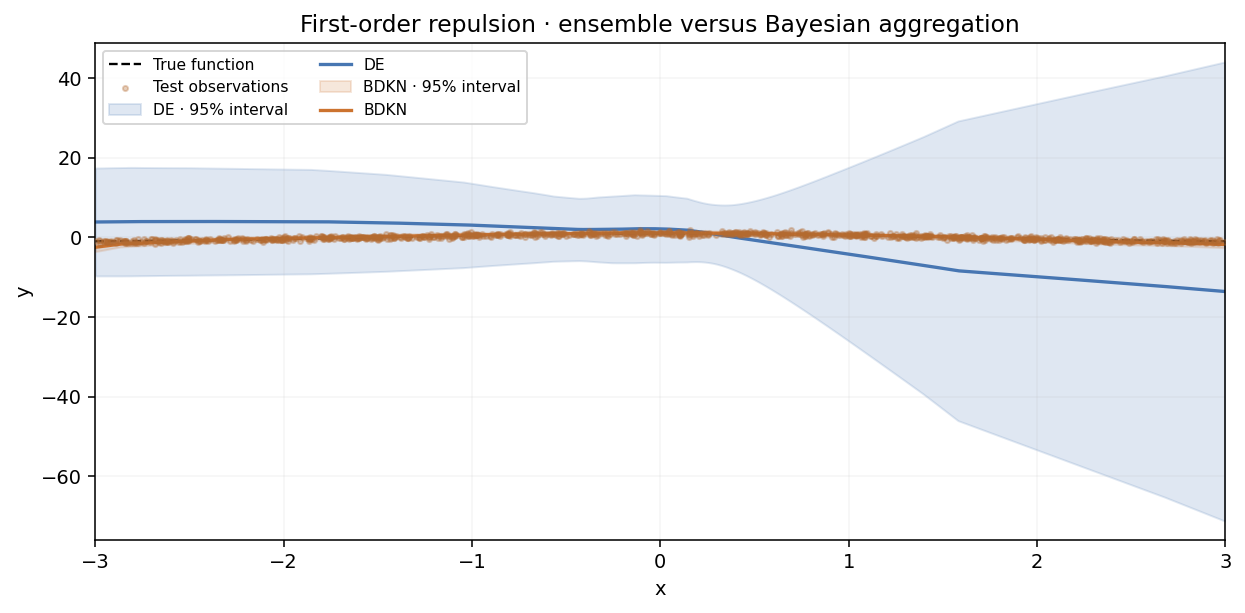 First-order repulsion · ensemble versus Bayesian aggregation
True function
Test observations
DE · 95% interval
DE
BDKN · 95% interval
BDKN
40
20
0
−20
−40
−60
y
−3
−2
−1
0
1
2
3
x